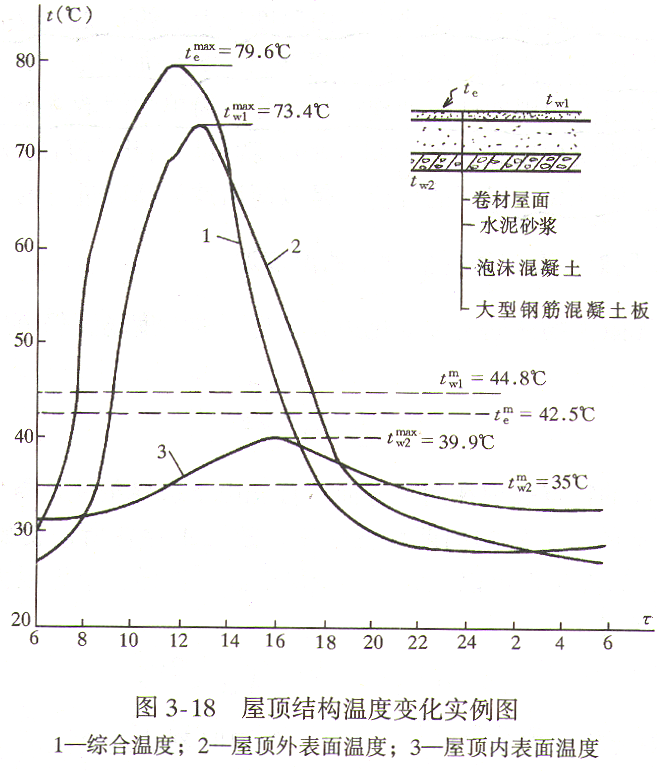 t(℃)
t_e^max=79.6℃
t_w1^max=73.4℃
t_e
t_w1
t_w2
卷材屋面
水泥砂浆
泡沫混凝土
大型钢筋混凝土板
1
2
3
t_w1^m=44.8℃
t_e^m=42.5℃
t_w2^max=39.9℃
t_w2^m=35℃
80
70
60
50
40
30
20
6 8 10 12 14 16 18 20 22 24 2 4 6 τ
图 3-18 屋顶结构温度变化实例图
1—综合温度；2—屋顶外表面温度；3—屋顶内表面温度